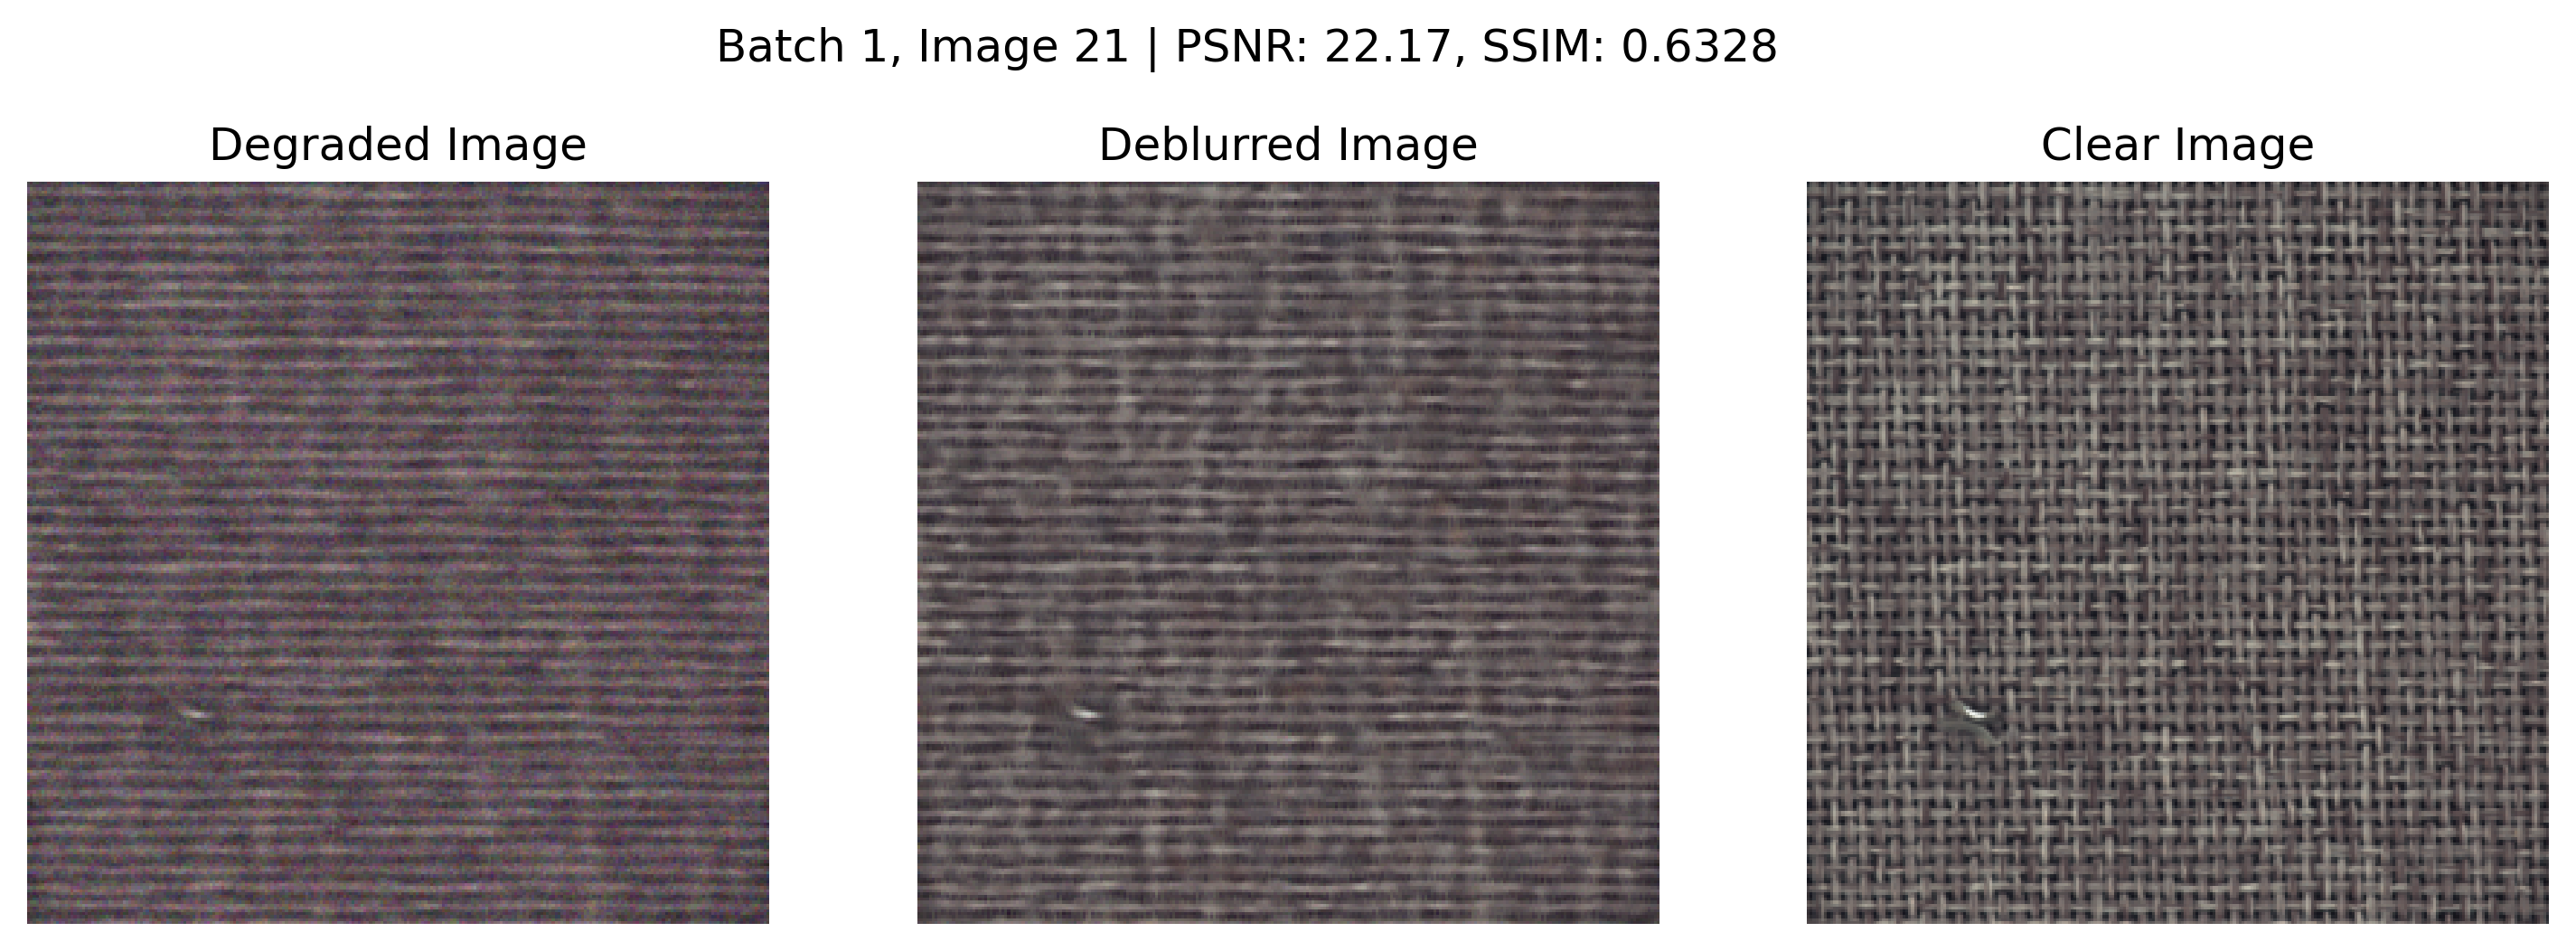 Batch 1, Image 21 | PSNR: 22.17, SSIM: 0.6328
Degraded Image
Deblurred Image
Clear Image